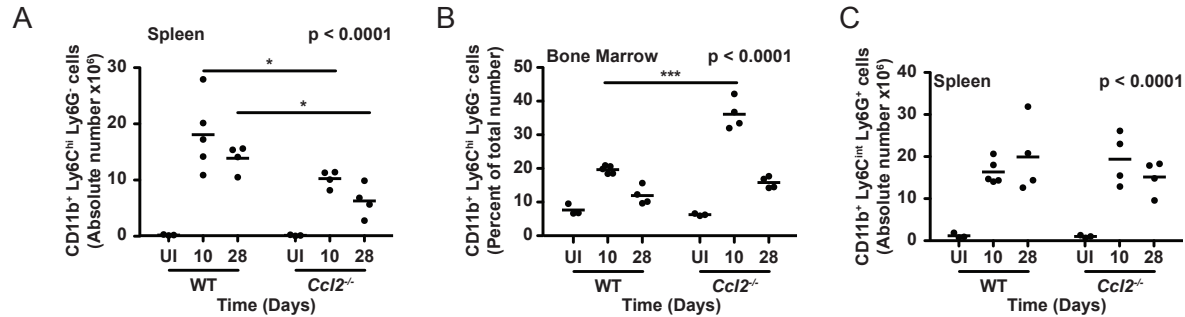 A
Spleen
p < 0.0001
CD11b⁺ Ly6Cʰⁱ Ly6G⁻ cells
(Absolute number x10⁶)
30
20
10
0
*
*
UI 10 28 UI 10 28
WT Ccl2⁻/⁻
Time (Days)
B
Bone Marrow
p < 0.0001
CD11b⁺ Ly6Cʰⁱ Ly6G⁻ cells
(Percent of total number)
50
40
30
20
10
0
***
UI 10 28 UI 10 28
WT Ccl2⁻/⁻
Time (Days)
C
Spleen
p < 0.0001
CD11b⁺ Ly6Cⁱⁿᵗ Ly6G⁺ cells
(Absolute number x10⁶)
40
30
20
10
0
UI 10 28 UI 10 28
WT Ccl2⁻/⁻
Time (Days)